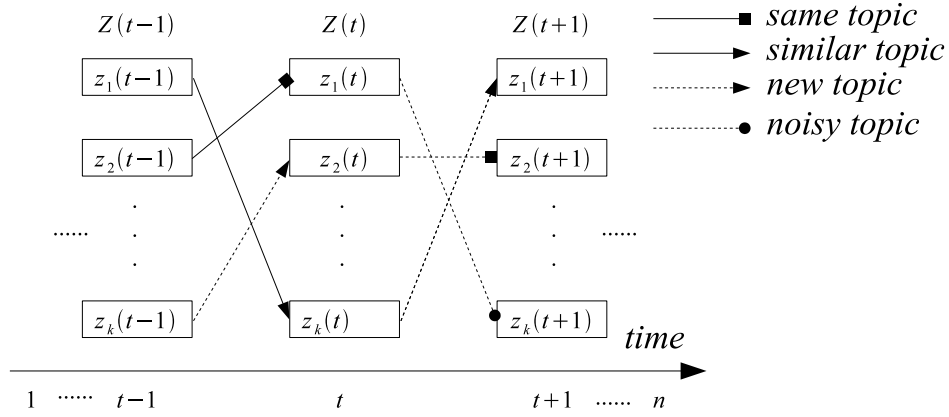 Z(t−1) Z(t) Z(t+1)
same topic
similar topic
new topic
noisy topic
z₁(t−1) z₁(t) z₁(t+1)
z₂(t−1) z₂(t) z₂(t+1)
...... ......
zₖ(t−1) zₖ(t) zₖ(t+1)
time
1 ...... t−1 t t+1 ...... n